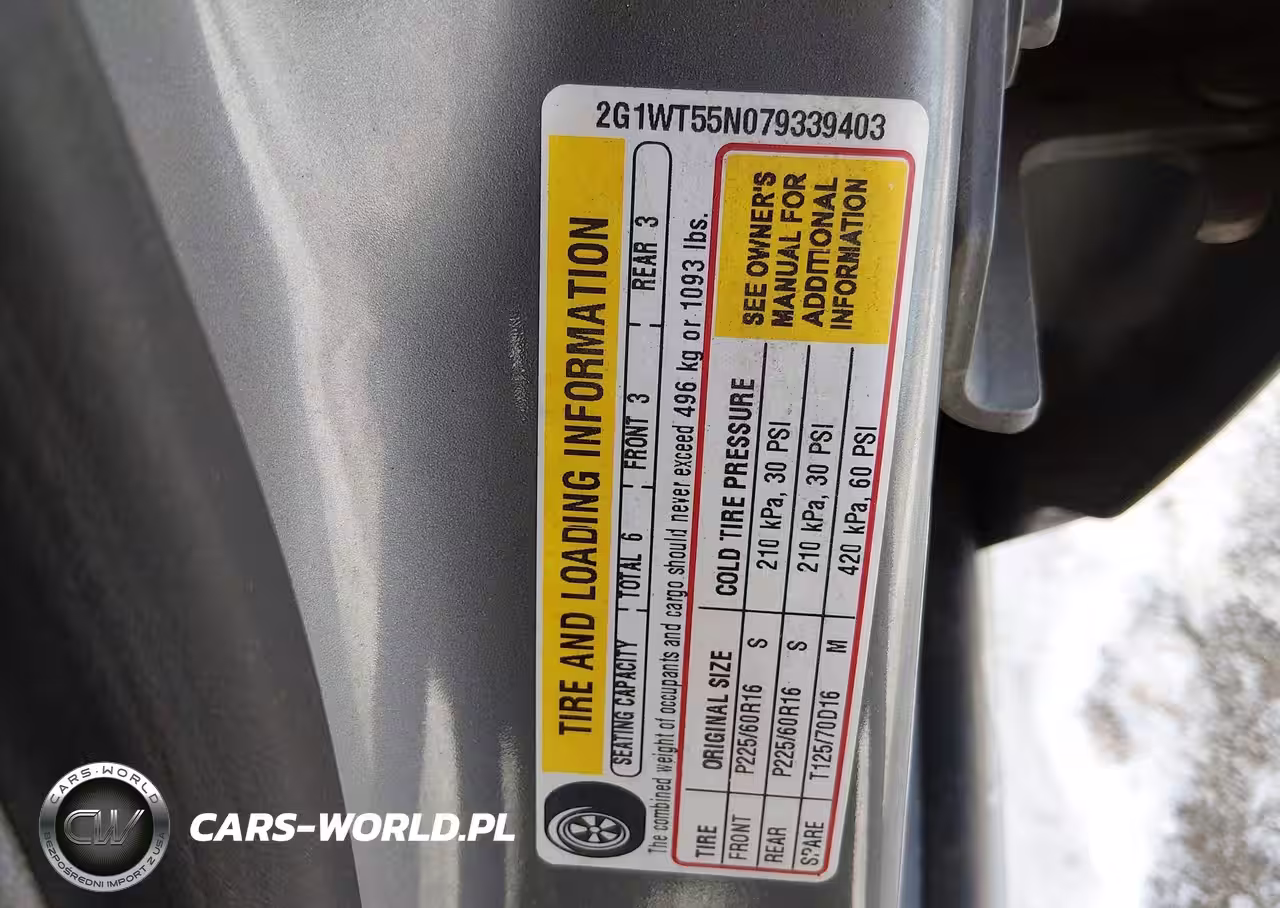 2G1WT55N079339403
TIRE AND LOADING INFORMATION
SEATING CAPACITY TOTAL 6 FRONT 3 REAR 3
The combined weight of occupants and cargo should never exceed 496 kg or 1093 lbs.
TIRE ORIGINAL SIZE COLD TIRE PRESSURE
FRONT P225/60R16 S 210 kPa, 30 PSI
REAR P225/60R16 S 210 kPa, 30 PSI
SPARE T125/70D16 M 420 kPa, 60 PSI
SEE OWNER'S
MANUAL FOR
ADDITIONAL
INFORMATION
CARS-WORLD
CW
BEZPOŚREDNI IMPORT Z USA
CARS-WORLD.PL